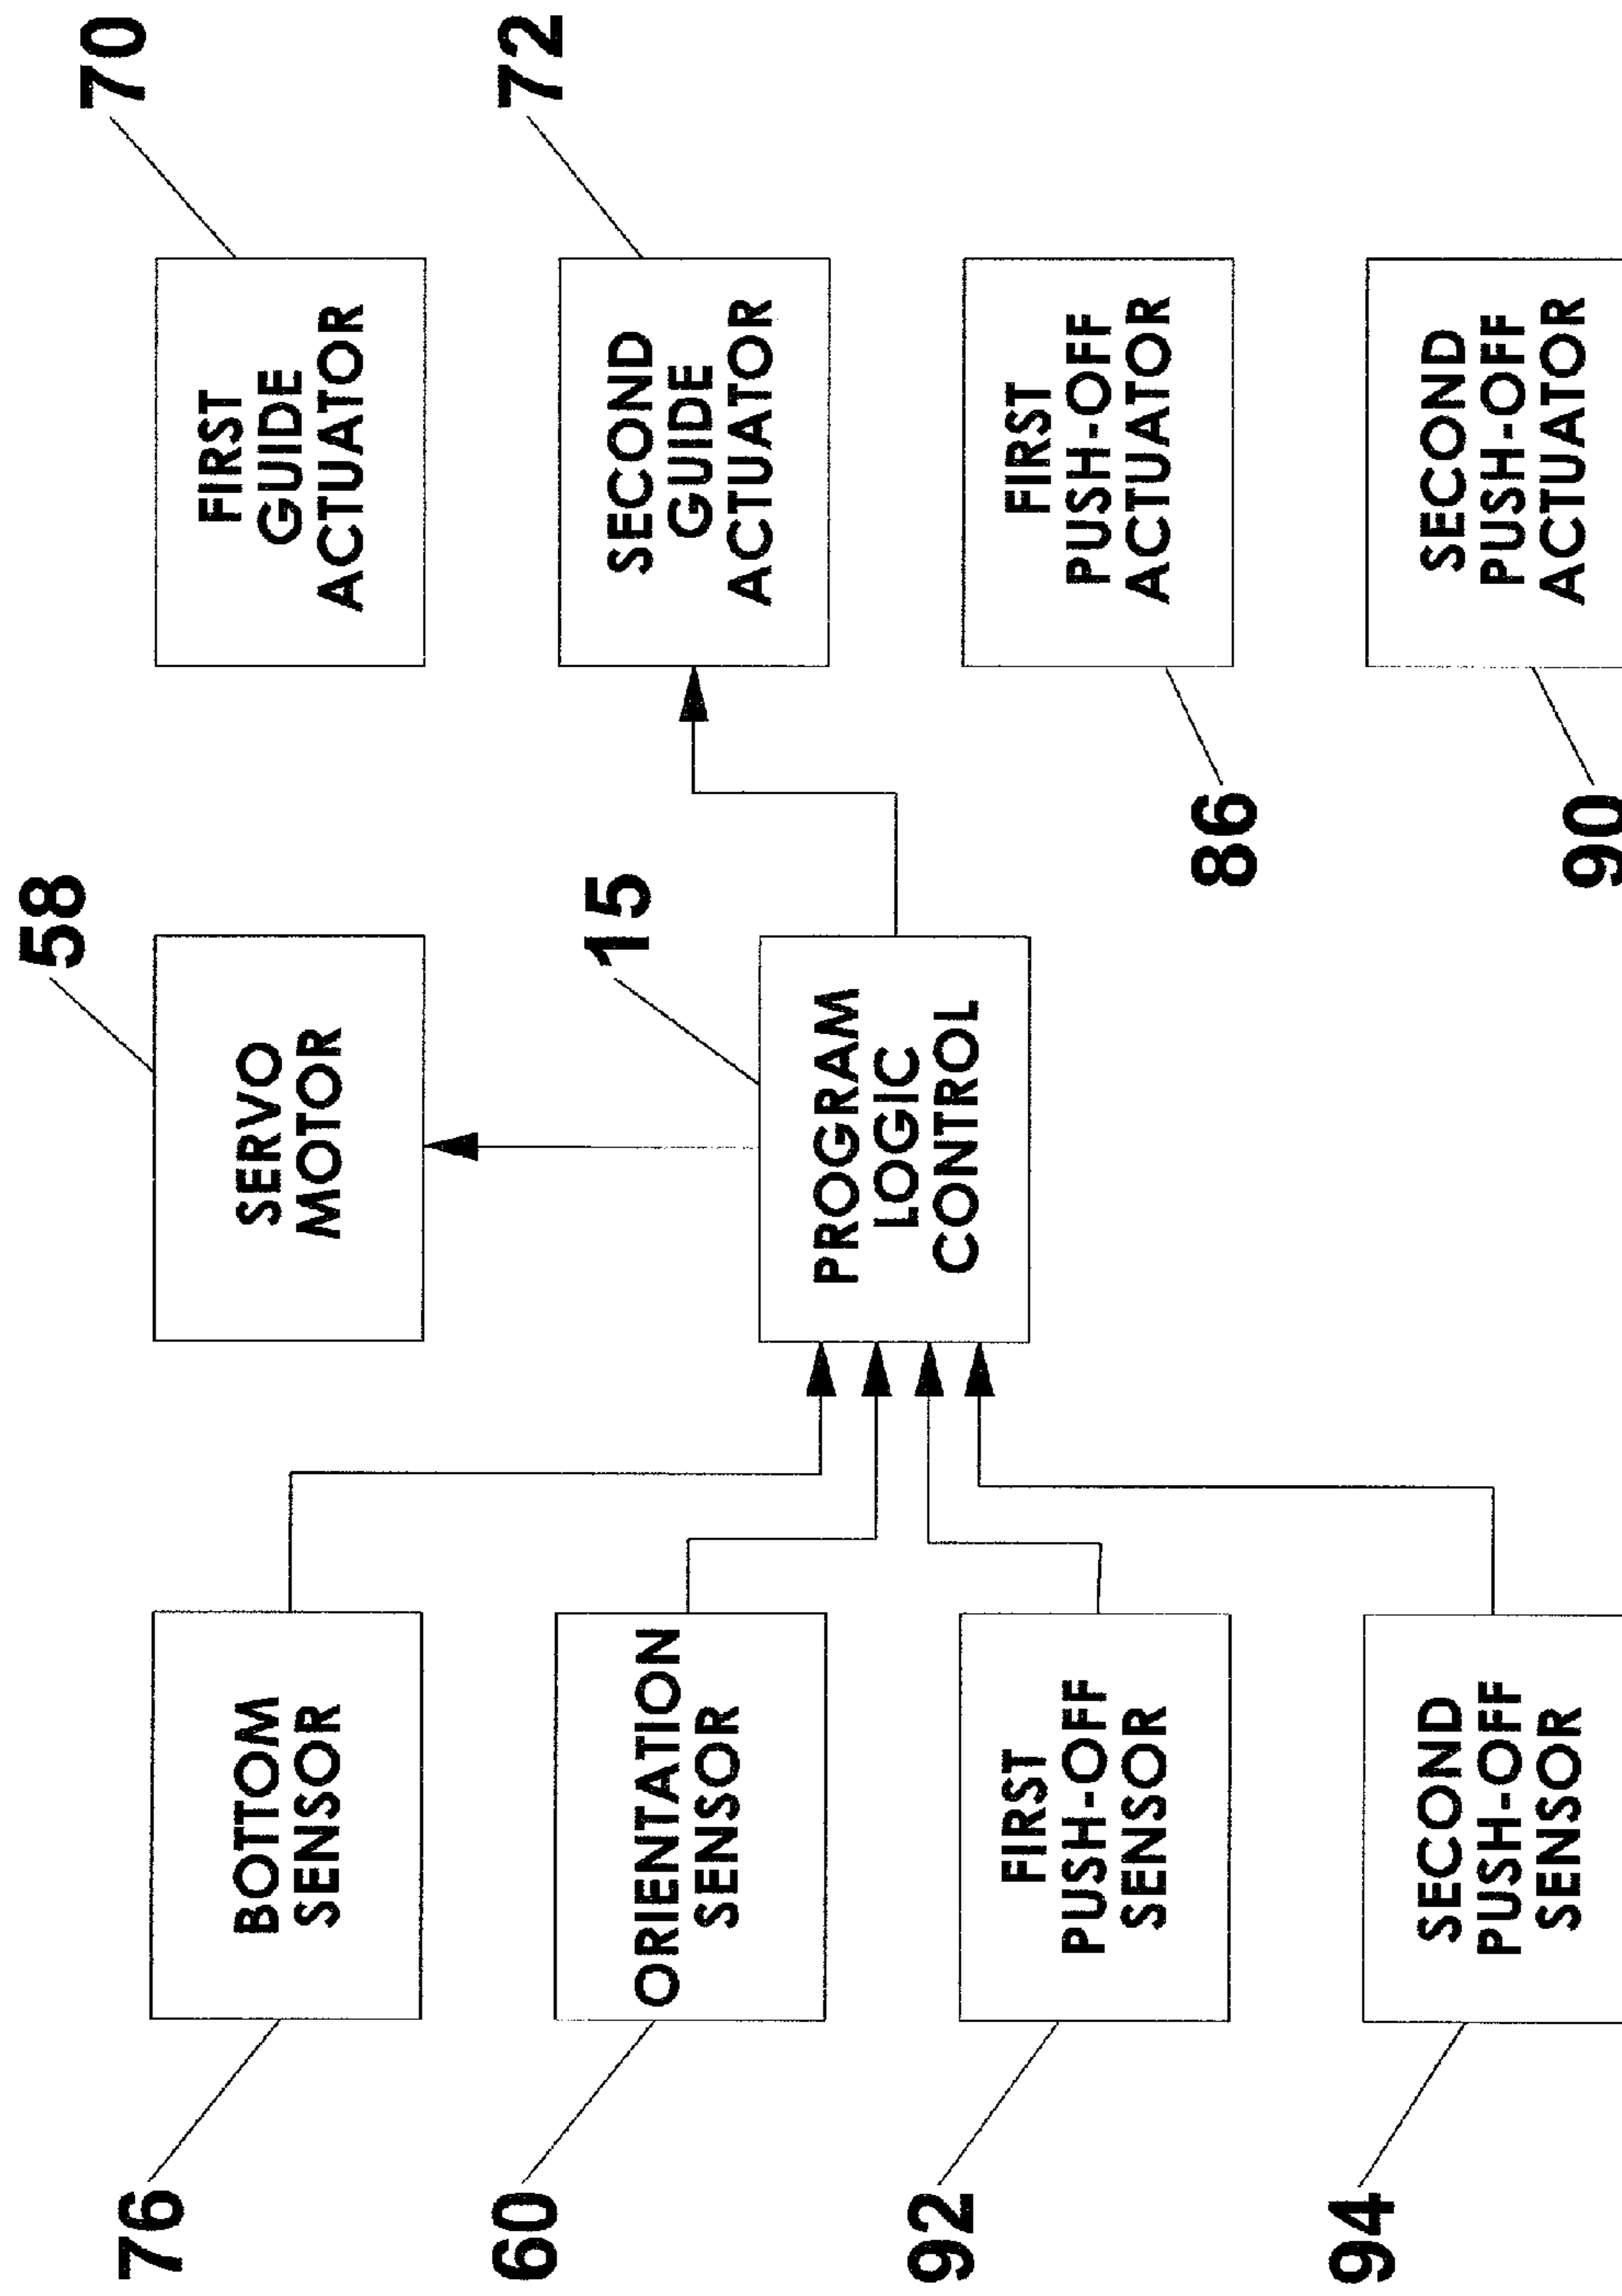 76
BOTTOM
SENSOR
60
ORIENTATION
SENSOR
92
FIRST
PUSH-OFF
SENSOR
94
SECOND
PUSH-OFF
SENSOR
58
SERVO
MOTOR
15
PROGRAM
LOGIC
CONTROL
70
FIRST
GUIDE
ACTUATOR
72
SECOND
GUIDE
ACTUATOR
86
FIRST
PUSH-OFF
ACTUATOR
90
SECOND
PUSH-OFF
ACTUATOR